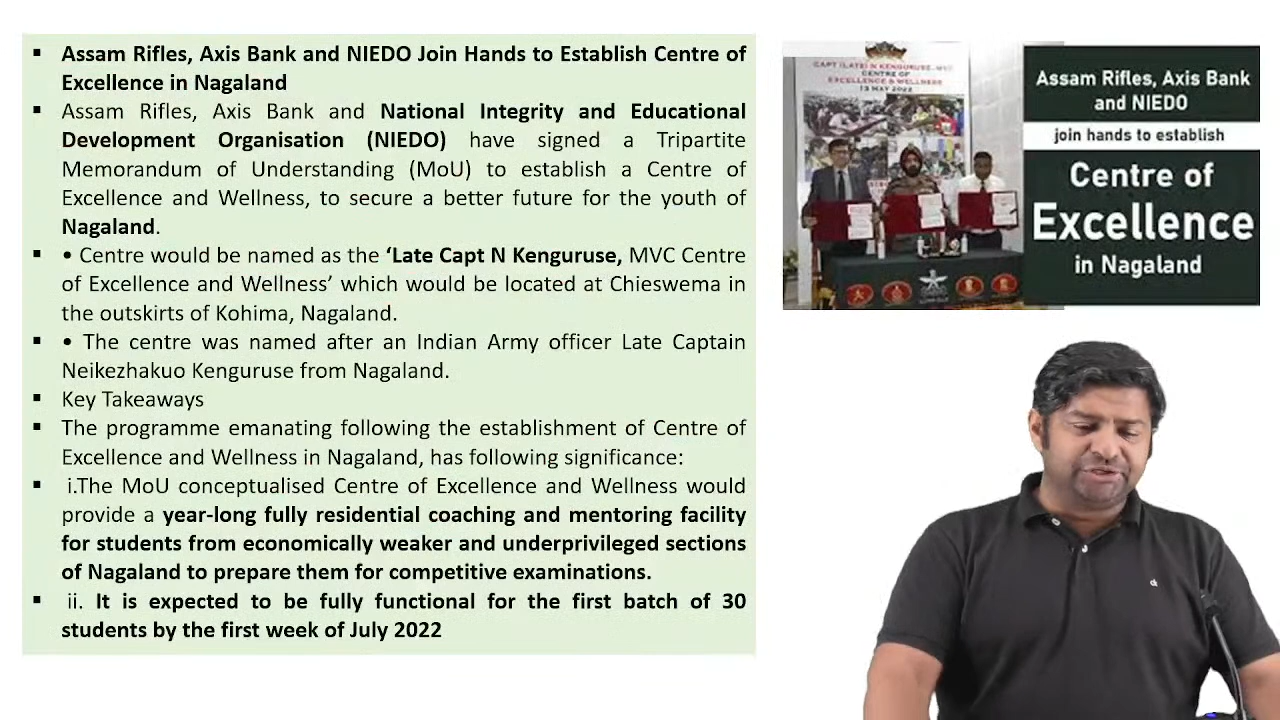 ▪ Assam Rifles, Axis Bank and NIEDO Join Hands to Establish Centre of
Excellence in Nagaland
▪ Assam Rifles, Axis Bank and National Integrity and Educational
Development Organisation (NIEDO) have signed a Tripartite
Memorandum of Understanding (MoU) to establish a Centre of
Excellence and Wellness, to secure a better future for the youth of
Nagaland.
▪ • Centre would be named as the ‘Late Capt N Kenguruse, MVC Centre
of Excellence and Wellness’ which would be located at Chieswema in
the outskirts of Kohima, Nagaland.
▪ • The centre was named after an Indian Army officer Late Captain
Neikezhakuo Kenguruse from Nagaland.
▪ Key Takeaways
▪ The programme emanating following the establishment of Centre of
Excellence and Wellness in Nagaland, has following significance:
▪ i.The MoU conceptualised Centre of Excellence and Wellness would
provide a year-long fully residential coaching and mentoring facility
for students from economically weaker and underprivileged sections
of Nagaland to prepare them for competitive examinations.
▪ ii. It is expected to be fully functional for the first batch of 30
students by the first week of July 2022
CAPT (LATE) N KENGURUSE, MVC
CENTRE OF
EXCELLENCE & WELLNESS
13 MAY 2022
Assam Rifles, Axis Bank
and NIEDO
join hands to establish
Centre of
Excellence
in Nagaland